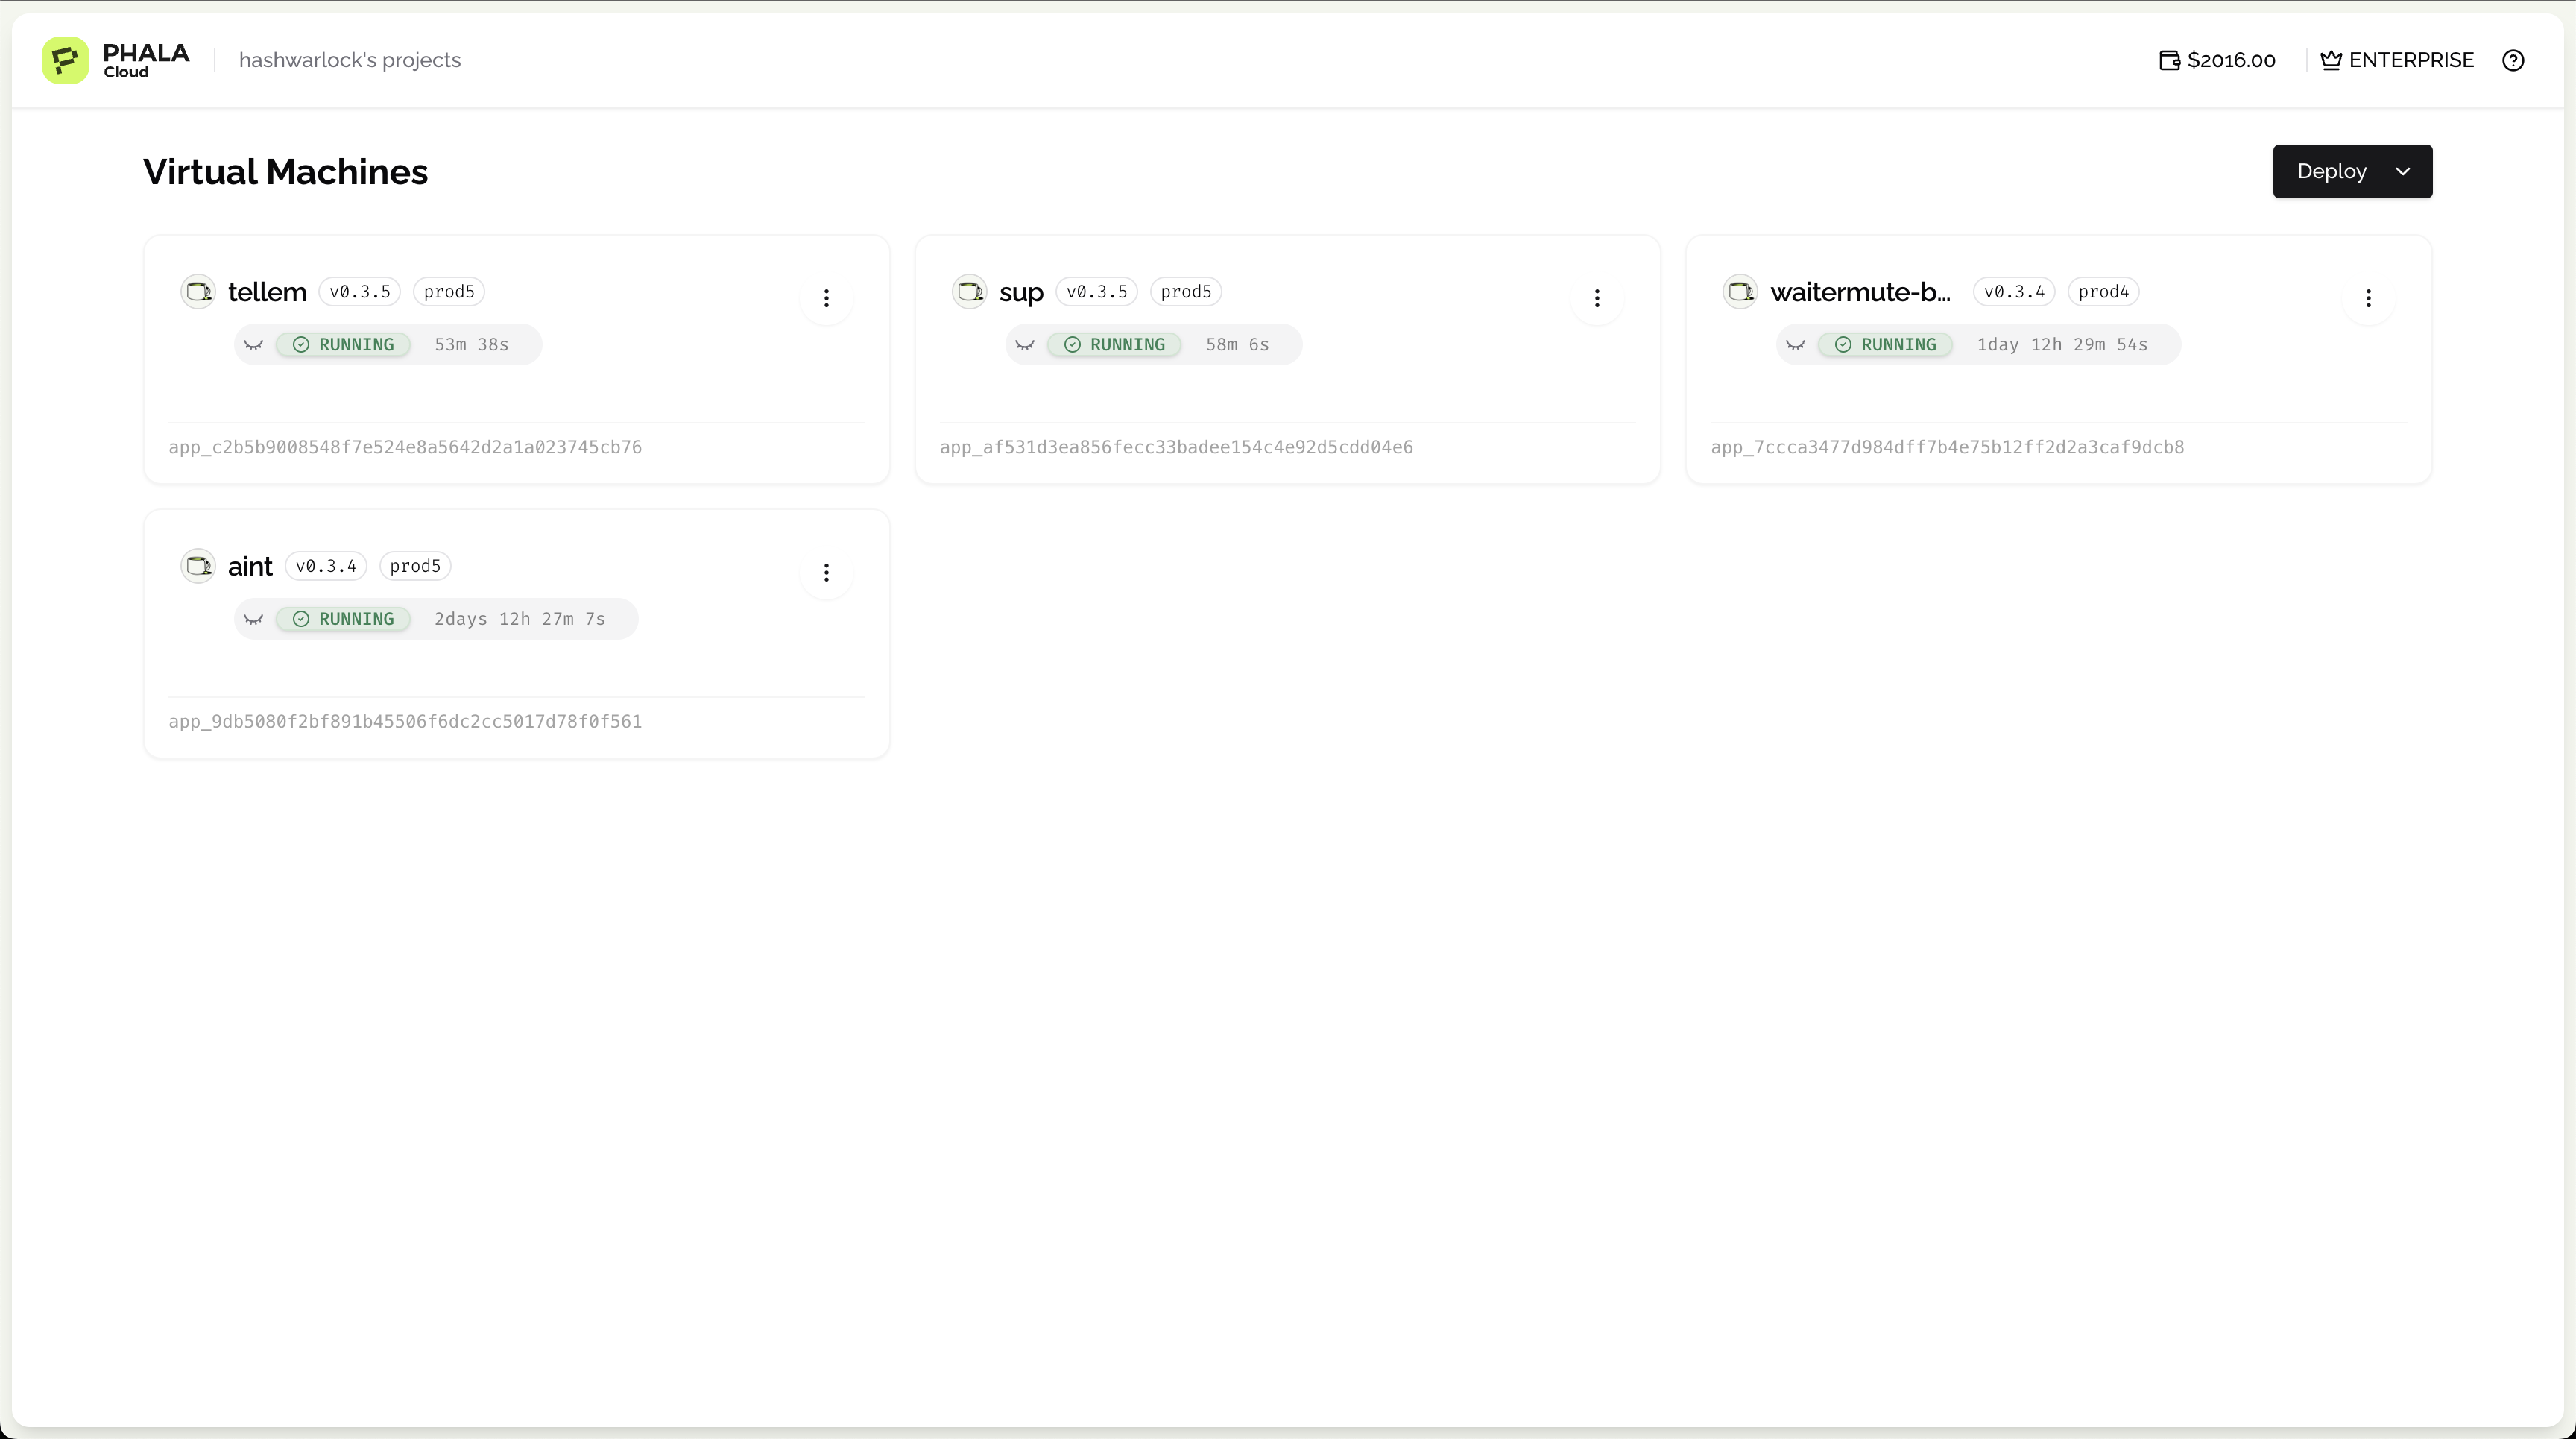 PHALA
Cloud
hashwarlock's projects
$2016.00
ENTERPRISE
Virtual Machines
Deploy
tellem v0.3.5 prod5
RUNNING 53m 38s
app_c2b5b9008548f7e524e8a5642d2a1a023745cb76
sup v0.3.5 prod5
RUNNING 58m 6s
app_af531d3ea856fecc33badee154c4e92d5cdd04e6
waitermute-b... v0.3.4 prod4
RUNNING 1day 12h 29m 54s
app_7ccca3477d984dff7b4e75b12ff2d2a3caf9dcb8
aint v0.3.4 prod5
RUNNING 2days 12h 27m 7s
app_9db5080f2bf891b45506f6dc2cc5017d78f0f561